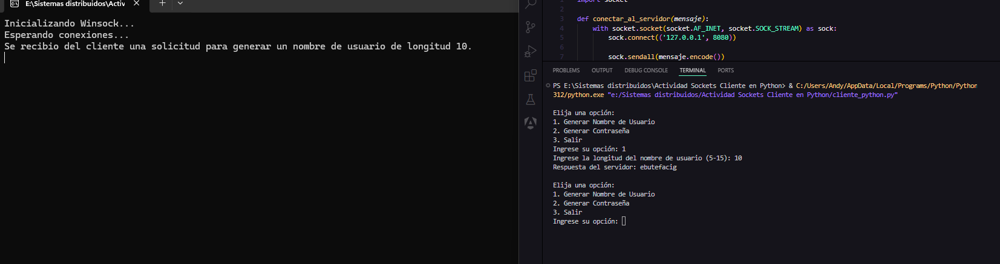 E:\Sistemas distribuidos\Activ
Inicializando Winsock...
Esperando conexiones...
Se recibio del cliente una solicitud para generar un nombre de usuario de longitud 10.
1 import socket
2
3 def conectar_al_servidor(mensaje):
4 with socket.socket(socket.AF_INET, socket.SOCK_STREAM) as sock:
5 sock.connect(('127.0.0.1', 8080))
6
7 sock.sendall(mensaje.encode())
PROBLEMS OUTPUT DEBUG CONSOLE TERMINAL PORTS
PS E:\Sistemas distribuidos\Actividad Sockets Cliente en Python> & C:/Users/Andy/AppData/Local/Programs/Python/Python
312/python.exe "e:/Sistemas distribuidos/Actividad Sockets Cliente en Python/cliente_python.py"
Elija una opción:
1. Generar Nombre de Usuario
2. Generar Contraseña
3. Salir
Ingrese su opción: 1
Ingrese la longitud del nombre de usuario (5-15): 10
Respuesta del servidor: ebutefacig
Elija una opción:
1. Generar Nombre de Usuario
2. Generar Contraseña
3. Salir
Ingrese su opción: